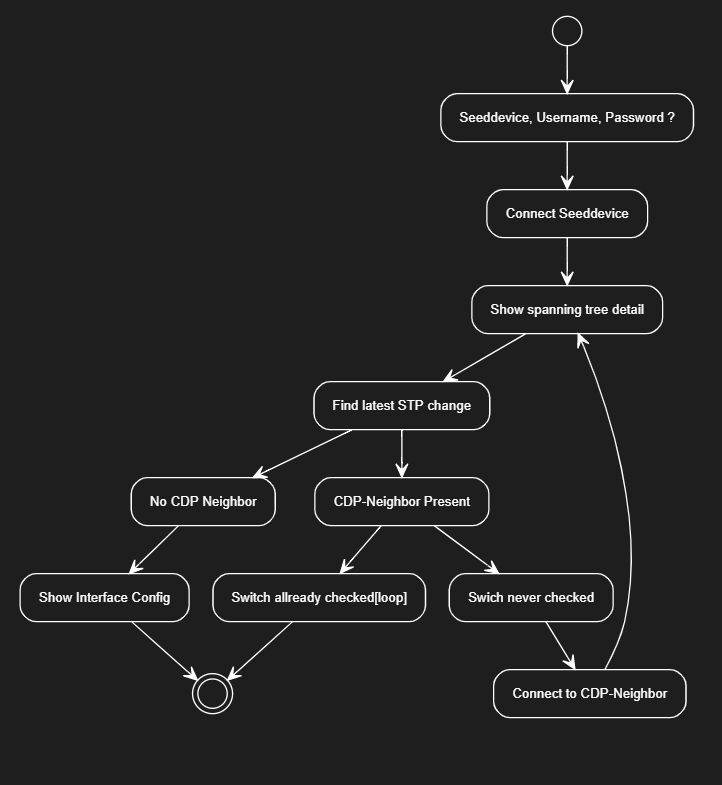 Seeddevice, Username, Password ?
Connect Seeddevice
Show spanning tree detail
Find latest STP change
No CDP Neighbor
CDP-Neighbor Present
Show Interface Config
Switch allready checked[loop]
Swich never checked
Connect to CDP-Neighbor